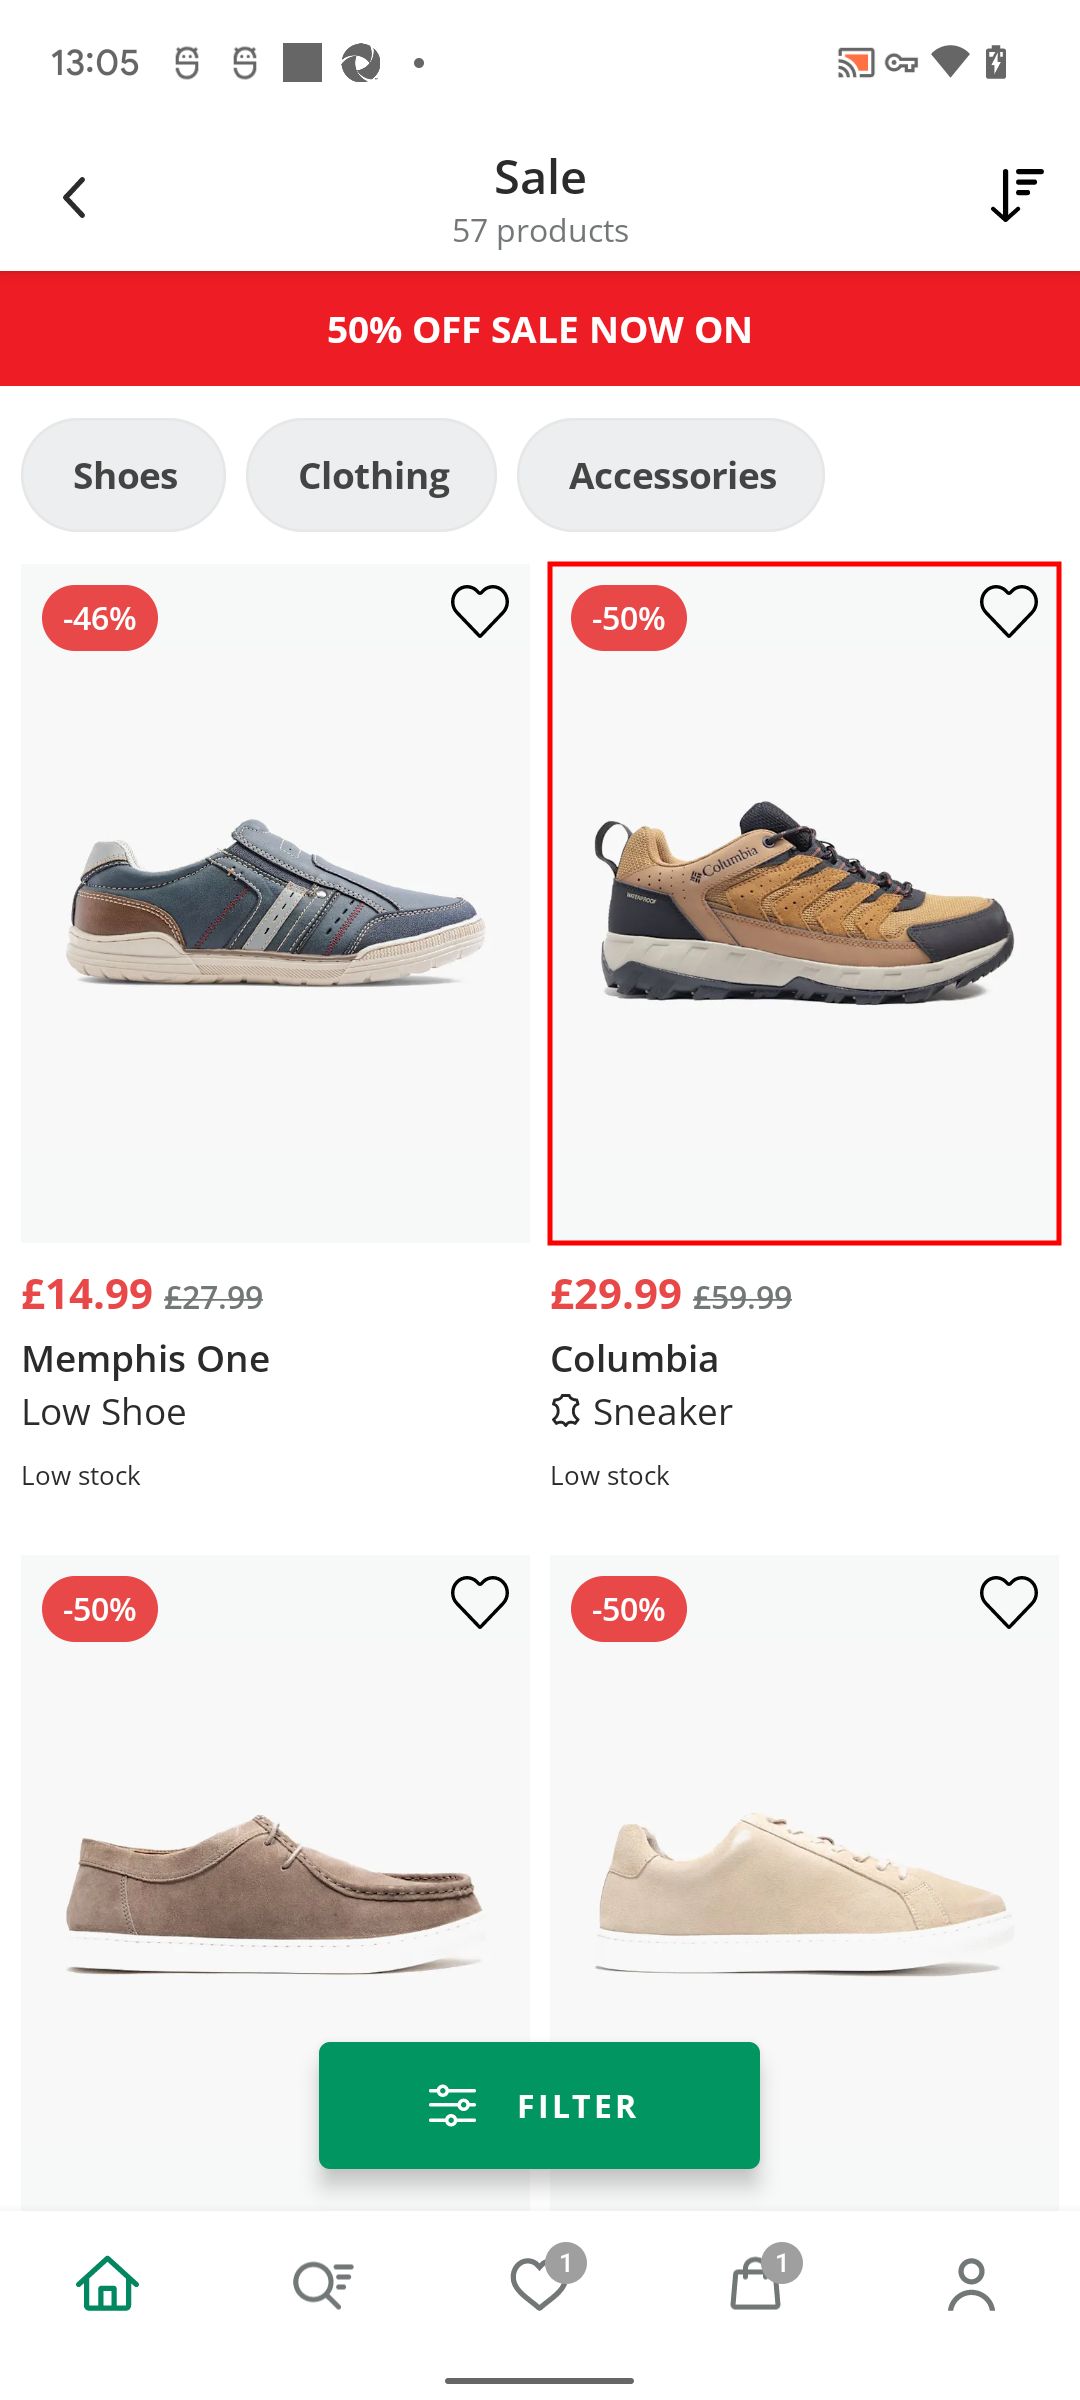 13:05
Sale
57 products
50% OFF SALE NOW ON
Shoes
Clothing
Accessories
-46%
-50%
Columbia
WATERPROOF
£14.99 £27.99
£29.99 £59.99
Memphis One
Columbia
Low Shoe
Sneaker
Low stock
Low stock
-50%
-50%
FILTER
1
1